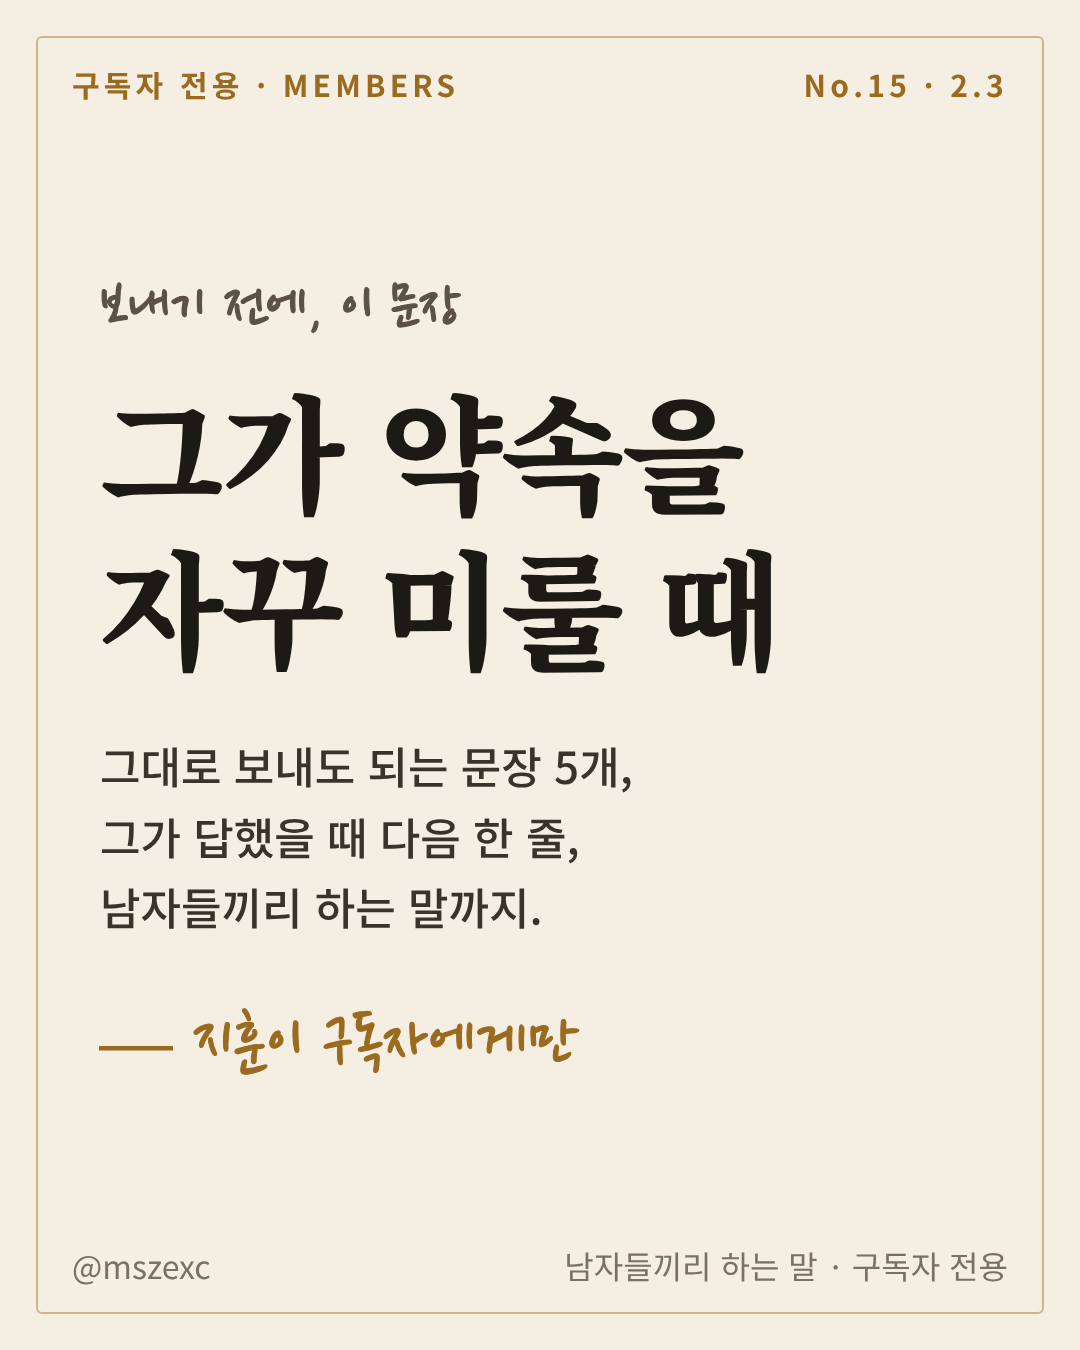 구독자 전용 · MEMBERS
No.15 · 2.3
보내기 전에, 이 문장
그가 약속을
자꾸 미룰 때
그대로 보내도 되는 문장 5개,
그가 답했을 때 다음 한 줄,
남자들끼리 하는 말까지.
지훈이 구독자에게만
@mszexc
남자들끼리 하는 말 · 구독자 전용